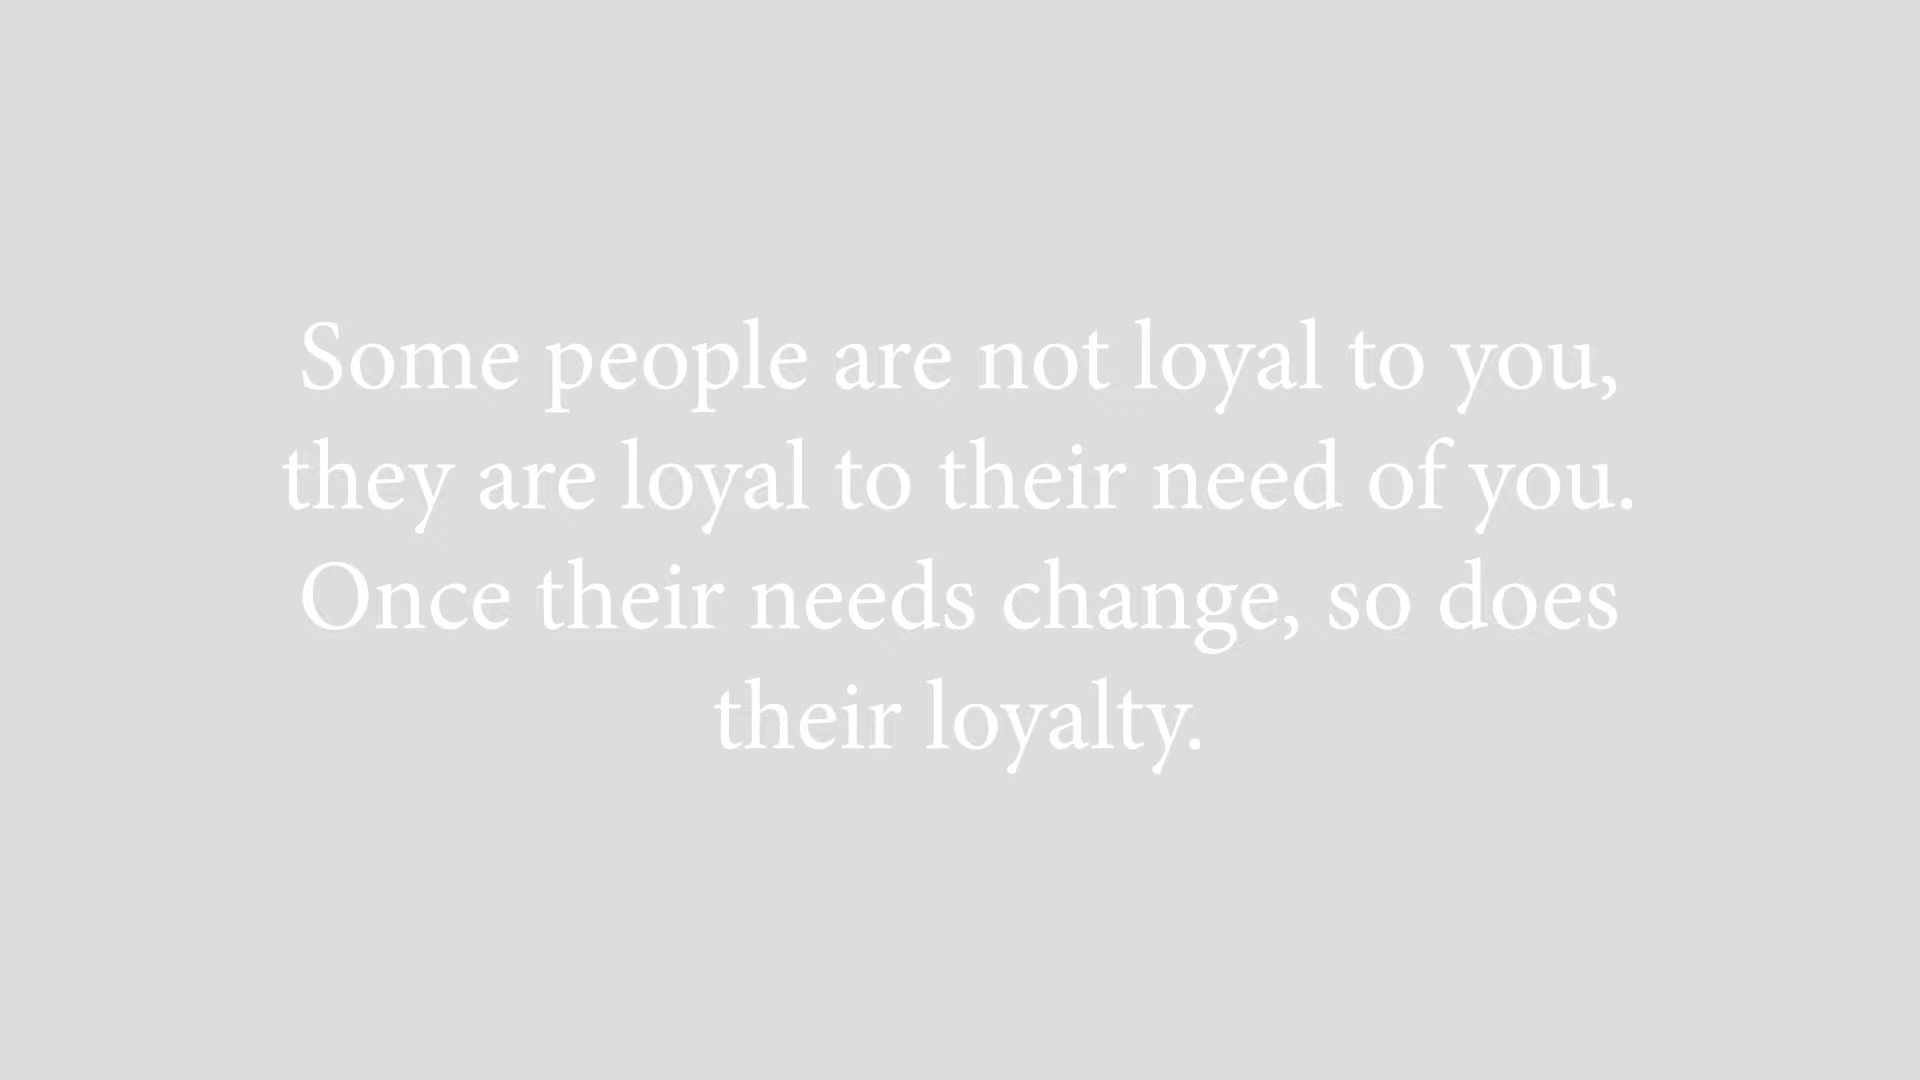 Some people are not loyal to you,
they are loyal to their need of you.
Once their needs change, so does
their loyalty.